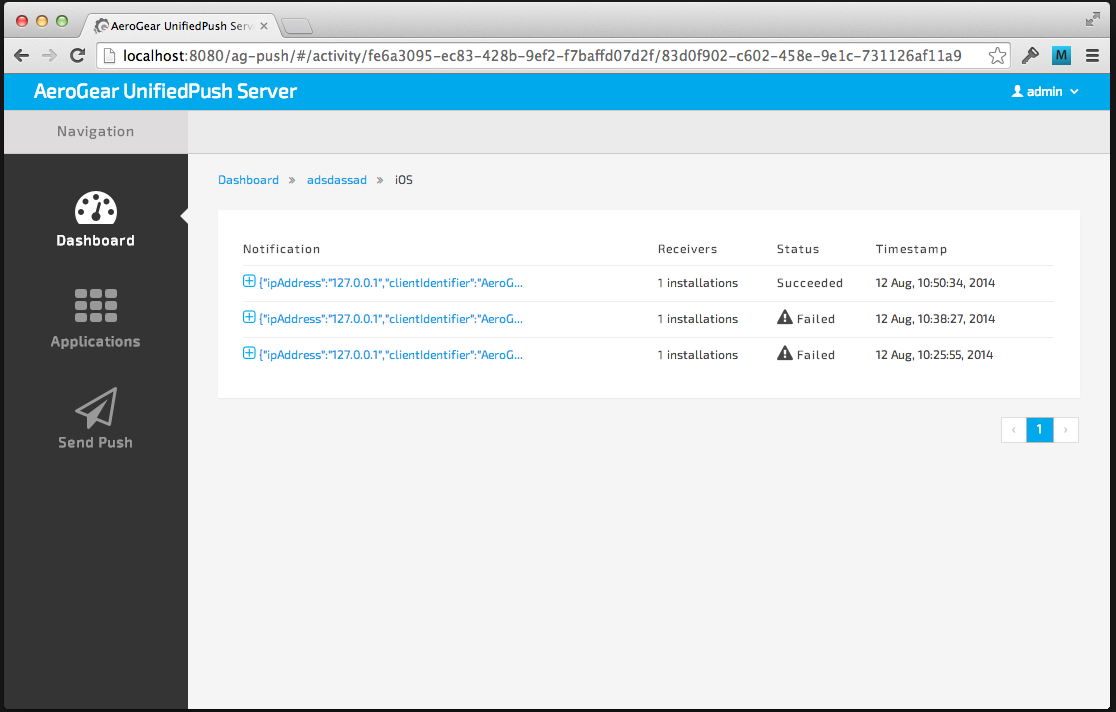 AeroGear UnifiedPush Serv
localhost:8080/ag-push/#/activity/fe6a3095-ec83-428b-9ef2-f7baffd07d2f/83d0f902-c602-458e-9e1c-731126af11a9
M
AeroGear UnifiedPush Server
admin
Navigation
Dashboard » adsdassad » iOS
Dashboard
Applications
Send Push
Notification Receivers Status Timestamp
{"ipAddress":"127.0.0.1","clientIdentifier":"AeroG... 1 installations Succeeded 12 Aug, 10:50:34, 2014
{"ipAddress":"127.0.0.1","clientIdentifier":"AeroG... 1 installations Failed 12 Aug, 10:38:27, 2014
{"ipAddress":"127.0.0.1","clientIdentifier":"AeroG... 1 installations Failed 12 Aug, 10:25:55, 2014
‹ 1 ›